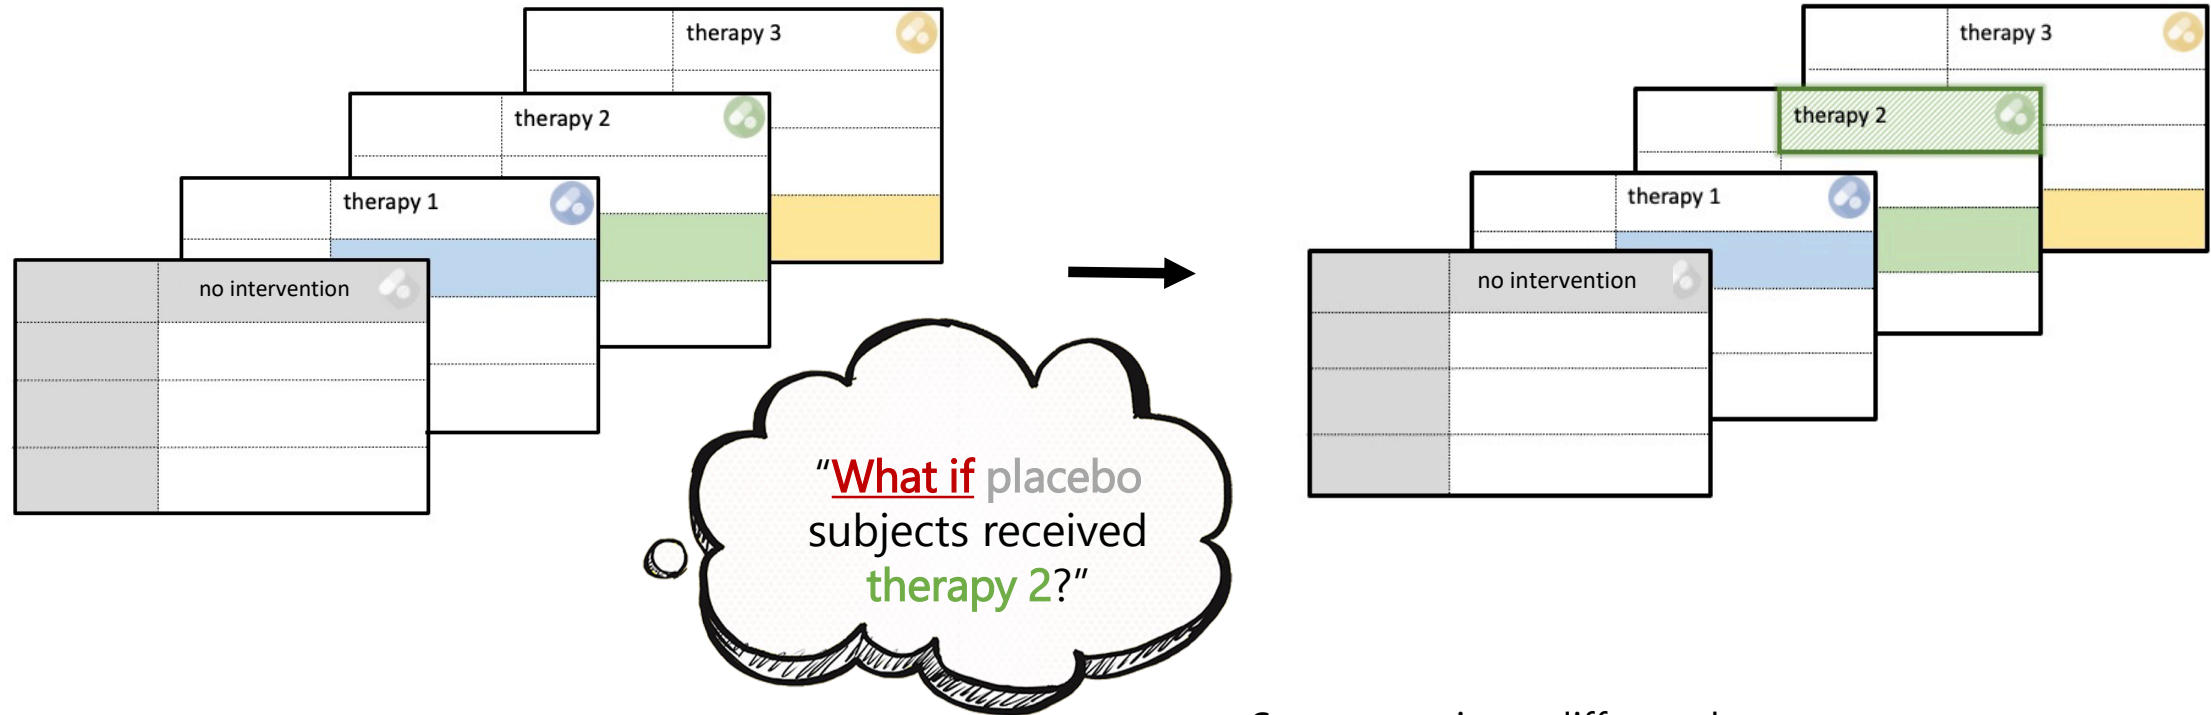 therapy 3
therapy 2
therapy 1
no intervention
“What if placebo
subjects received
therapy 2?”
therapy 3
therapy 2
therapy 1
no intervention